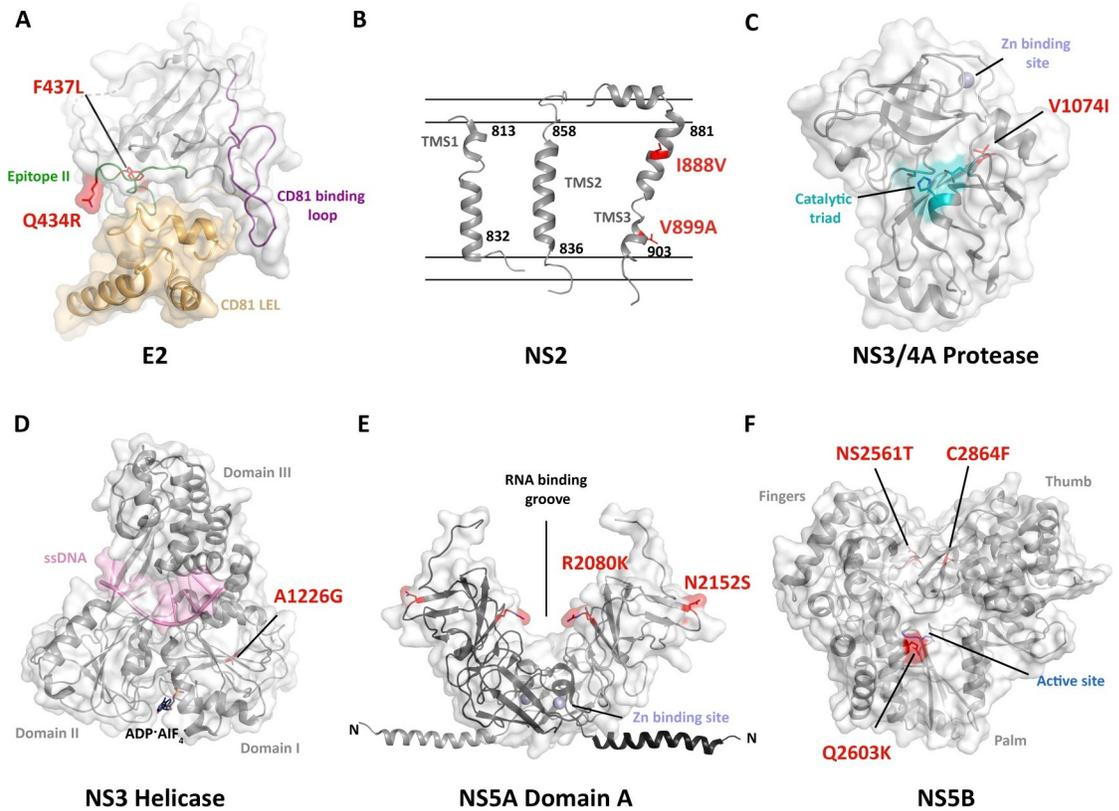 A
F437L
Epitope II
Q434R
CD81 binding
loop
CD81 LEL
E2
B
TMS1
813
858
881
I888V
TMS2
TMS3
V899A
832
836
903
NS2
C
Zn binding
site
V1074I
Catalytic
triad
NS3/4A Protease
D
Domain III
ssDNA
A1226G
Domain II
ADP·AlF4
Domain I
NS3 Helicase
E
RNA binding
groove
R2080K
N2152S
Zn binding site
N
N
NS5A Domain A
F
NS2561T
C2864F
Fingers
Thumb
Active site
Q2603K
Palm
NS5B